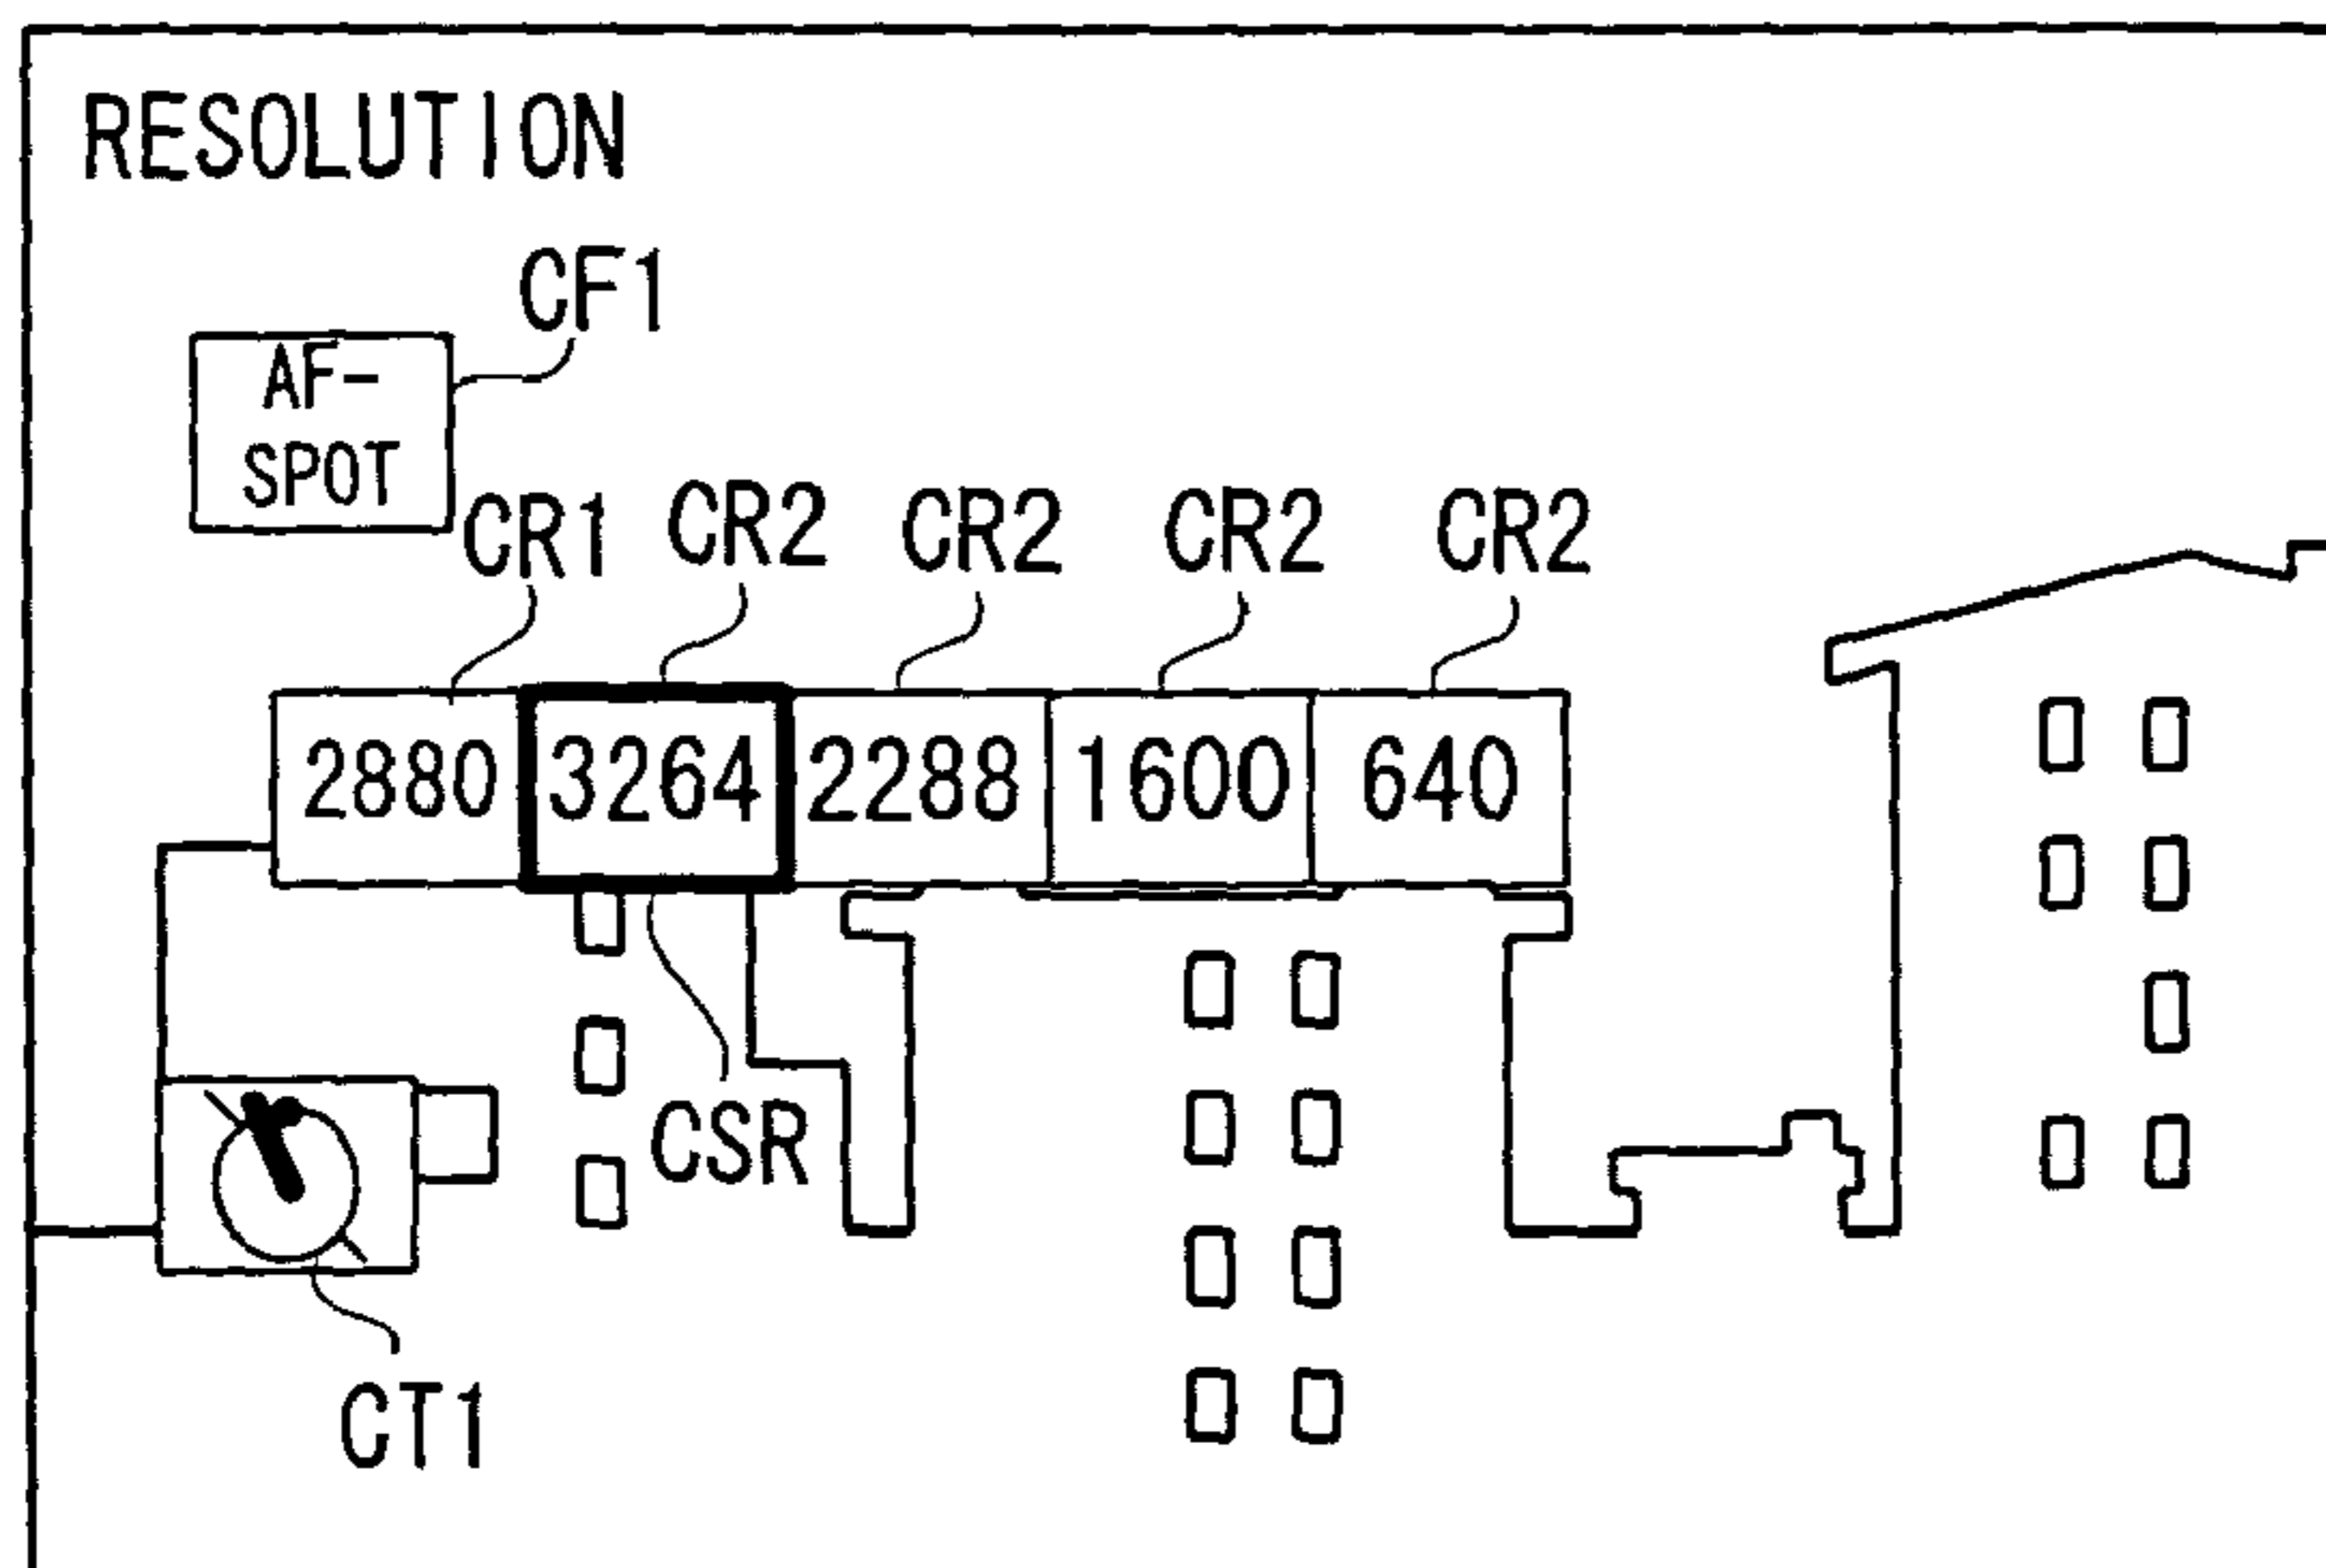 RESOLUTION
CF1
AF-
SPOT
CR1 CR2 CR2 CR2 CR2
2880 3264 2288 1600 640
CSR
CT1